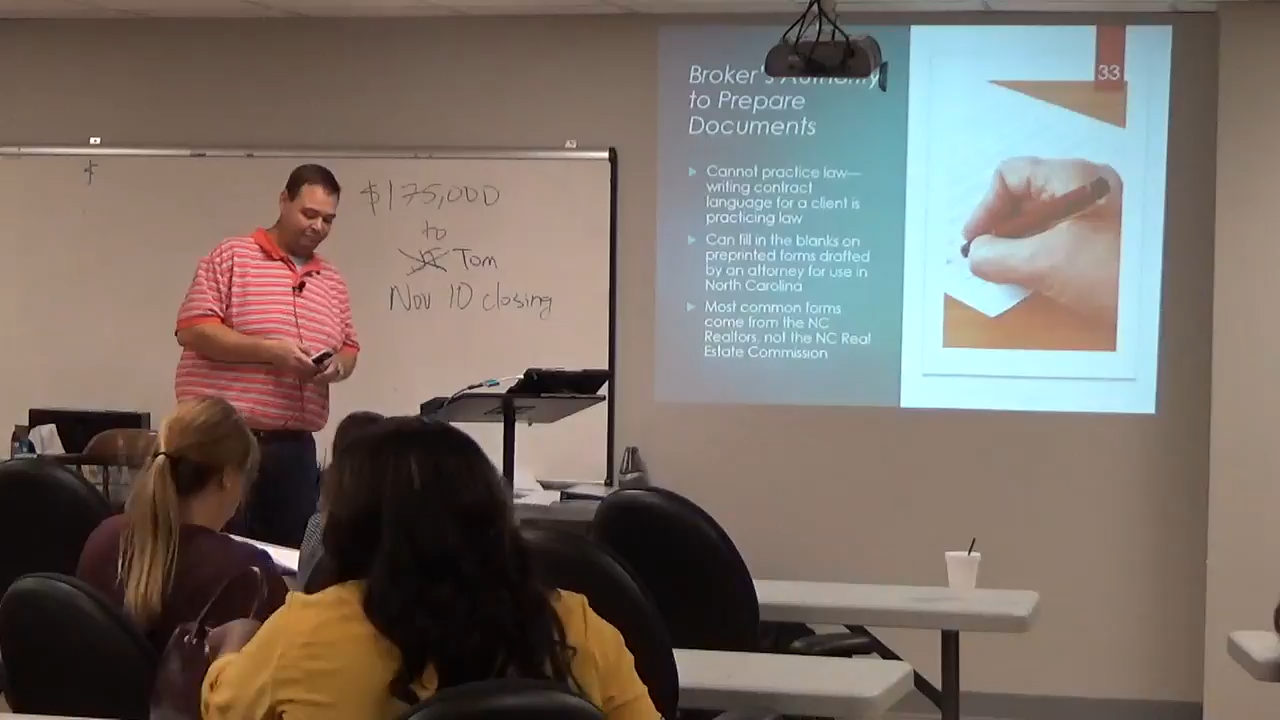 $
$175,000
to
Tom
Nov 10 closing
33
Broker's Authority
to Prepare
Documents
Cannot practice law—
writing contract
language for a client is
practicing law
Can fill in the blanks on
preprinted forms drafted
by an attorney for use in
North Carolina
Most common forms
come from the NC
Realtors, not the NC Real
Estate Commission